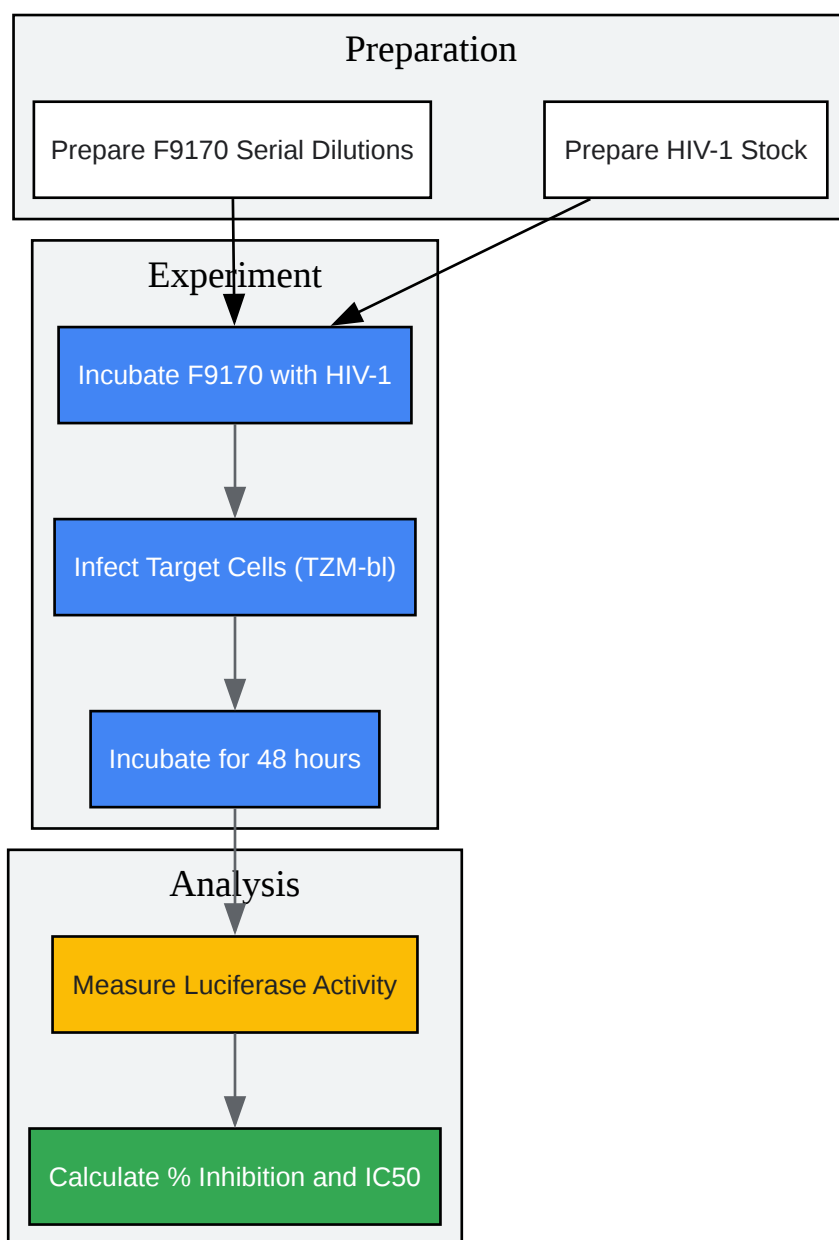 Preparation
Prepare F9170 Serial Dilutions
Prepare HIV-1 Stock
Experiment
Incubate F9170 with HIV-1
Infect Target Cells (TZM-bl)
Incubate for 48 hours
Analysis
Measure Luciferase Activity
Calculate % Inhibition and IC50